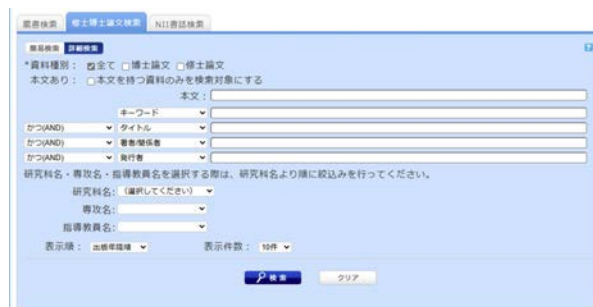 蔵書検索 修士博士論文検索 NII書誌検索
簡易検索 詳細検索
*資料種別： 全て 博士論文 修士論文
本文あり： 本文を持つ資料のみを検索対象にする
本文：
キーワード
かつ(AND) タイトル
かつ(AND) 著者/関係者
かつ(AND) 発行者
研究科名・専攻名・指導教員名を選択する際は、研究科名より順に絞込みを行ってください。
研究科名： (選択してください)
専攻名：
指導教員名：
表示順： 出版年降順 表示件数： 10件
検索 クリア